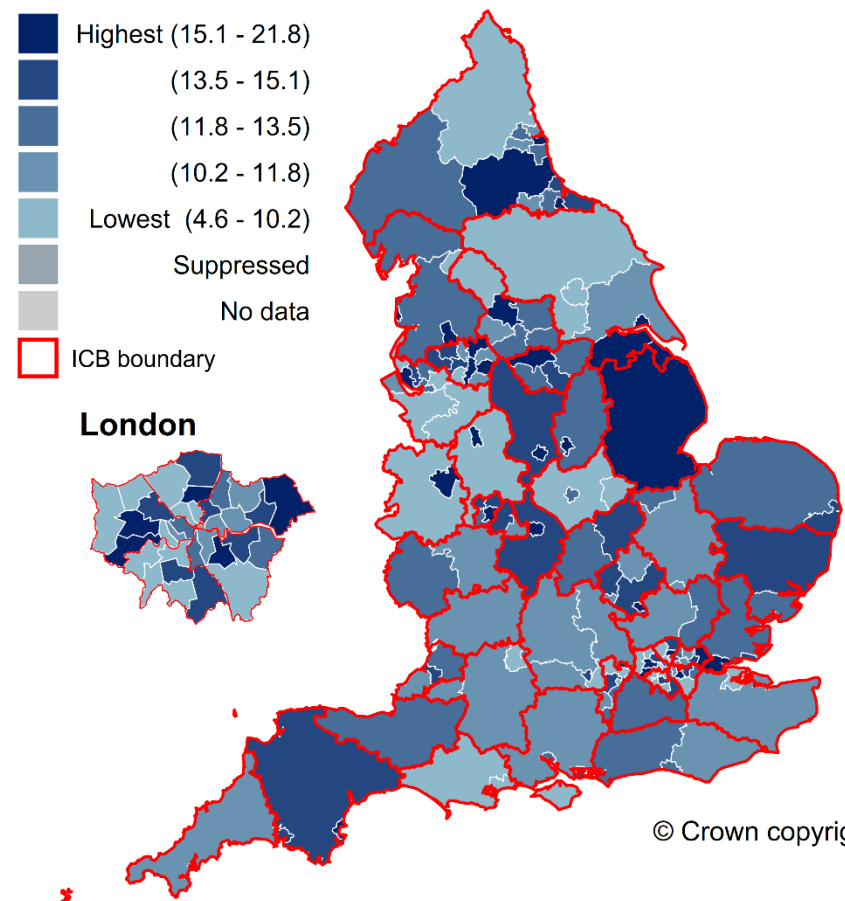 Highest (15.1 - 21.8)
(13.5 - 15.1)
(11.8 - 13.5)
(10.2 - 11.8)
Lowest (4.6 - 10.2)
Suppressed
No data
ICB boundary
London
© Crown copyrig